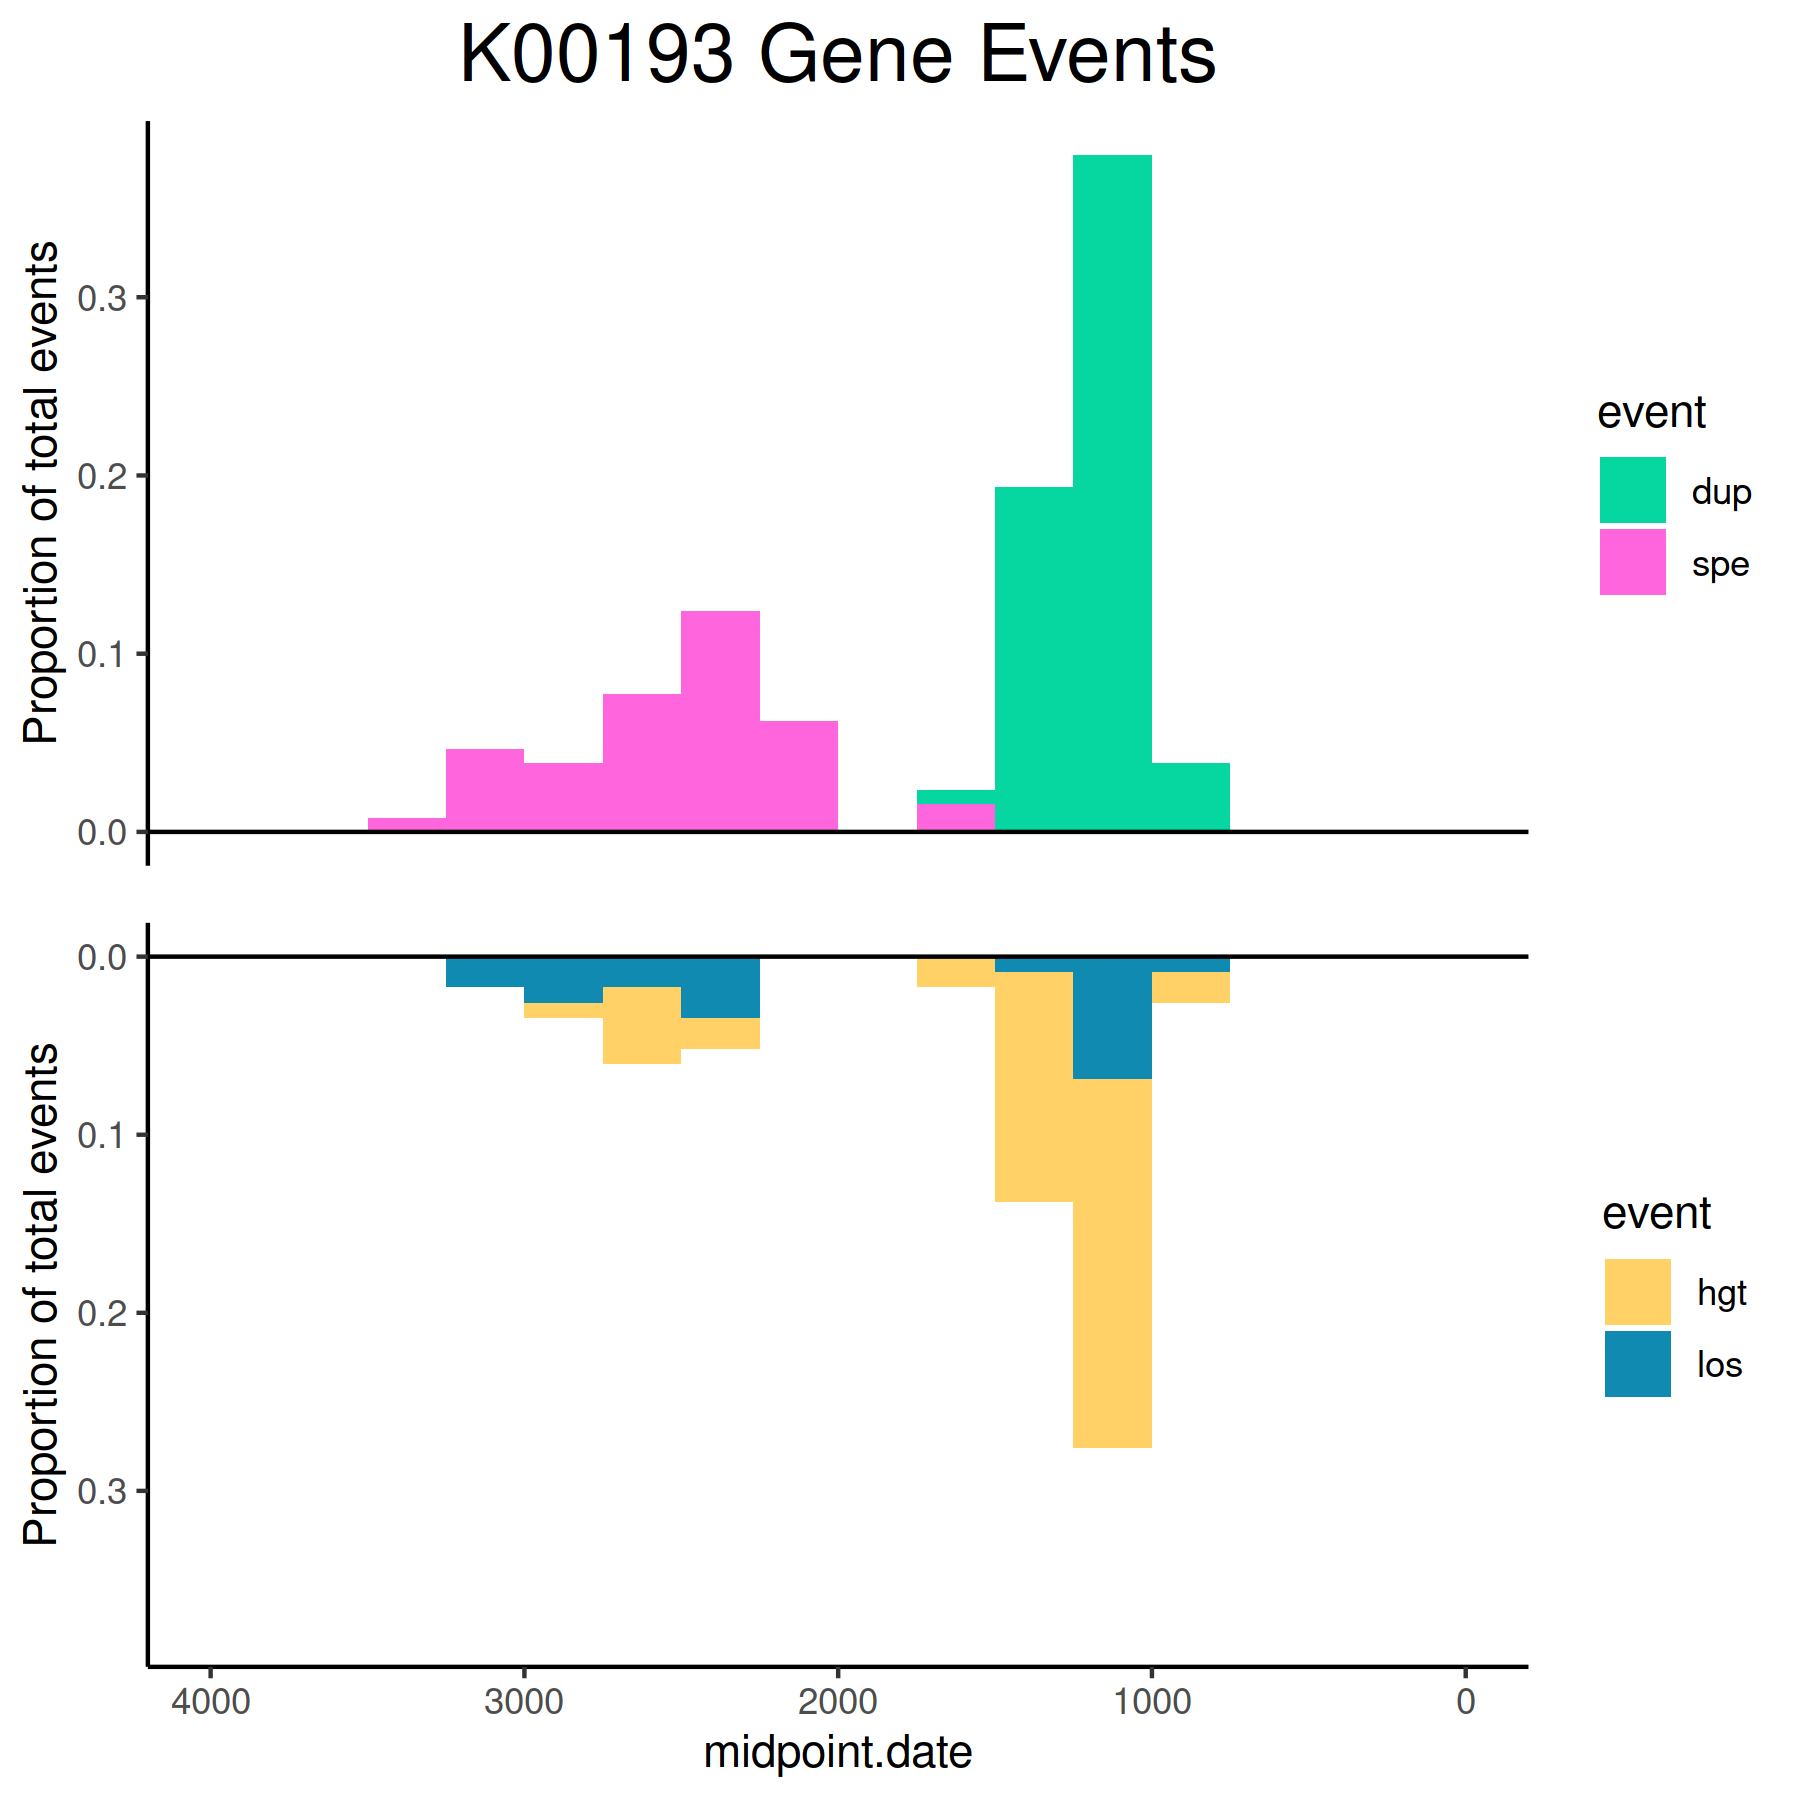 K00193 Gene Events
Proportion of total events
0.3
0.2
0.1
0.0
event
dup
spe
Proportion of total events
0.0
0.1
0.2
0.3
event
hgt
los
4000 3000 2000 1000 0
midpoint.date